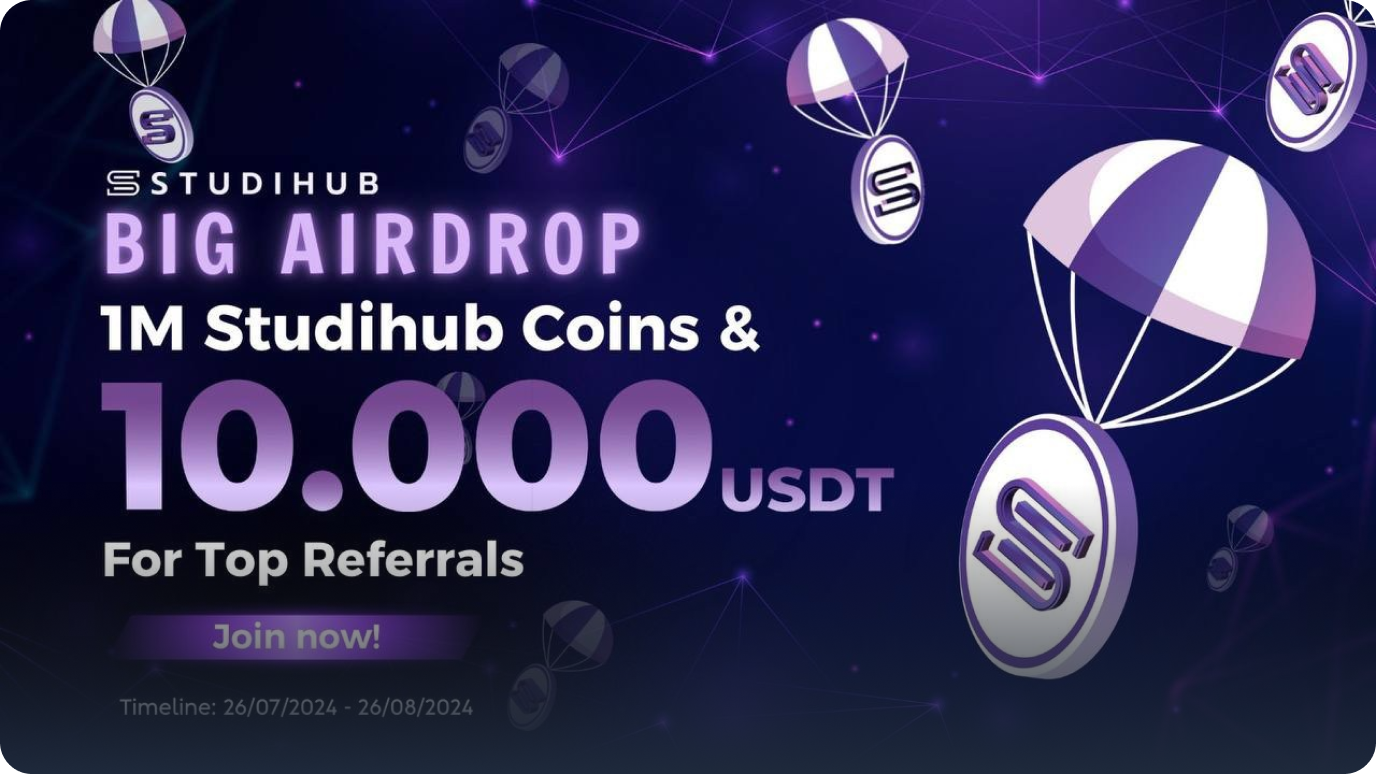 STUDIHUB
BIG AIRDROP
1M Studihub Coins &
10.000 USDT
For Top Referrals
Join now!
Timeline: 26/07/2024 - 26/08/2024